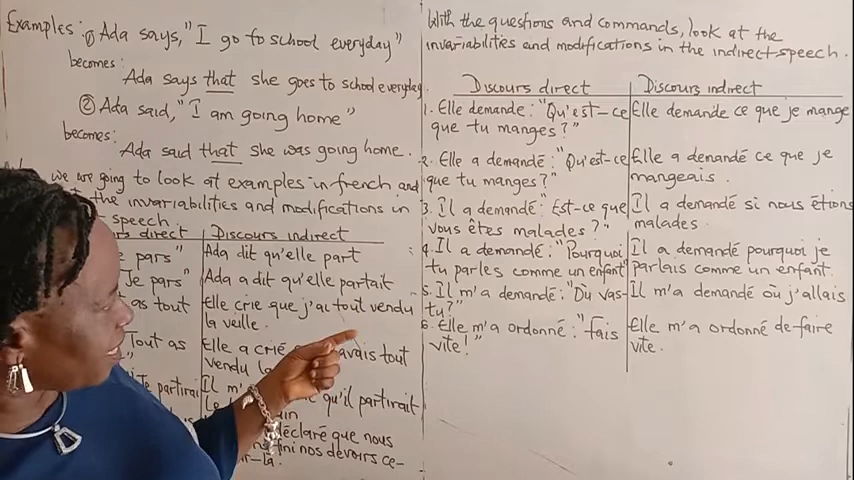 Examples: ① Ada says, "I go to school everyday"
becomes:
Ada says that she goes to school everyday.
② Ada said, "I am going home"
becomes:
Ada said that she was going home.
we are going to look at examples in french and
the invariabilities and modifications in
speech.
direct Discours indirect
pars" Ada dit qu'elle part
Je pars" Ada a dit qu'elle partait
as tout Elle crie que j'ai tout vendu
la veille.
Tout as Elle a crié avais tout
vendu la
partirai Il m' qu'il partirait
le
déclaré que nous
fini nos devoirs ce-
-là.
With the questions and commands, look at the
invariabilities and modifications in the indirect speech.
Discours direct Discours indirect
1. Elle demande: "Qu'est-ce Elle demande ce que je mange
que tu manges?"
2. Elle a demandé: "Qu'est-ce Elle a denandé ce que je
que tu manges?" mangeais.
3. Il a demandé: "Est-ce que Il a demandé si nous étions
vous êtes malades?" malades.
4. Il a demandé: "Pourquoi Il a demandé pourquoi je
tu parles comme un enfant" parlais comme un enfant.
5. Il m'a demandé: "Où vas- Il m'a demandé où j'allais
tu?"
6. Elle m'a ordonné: "fais Elle m'a ordonné de faire
vite!" vite.